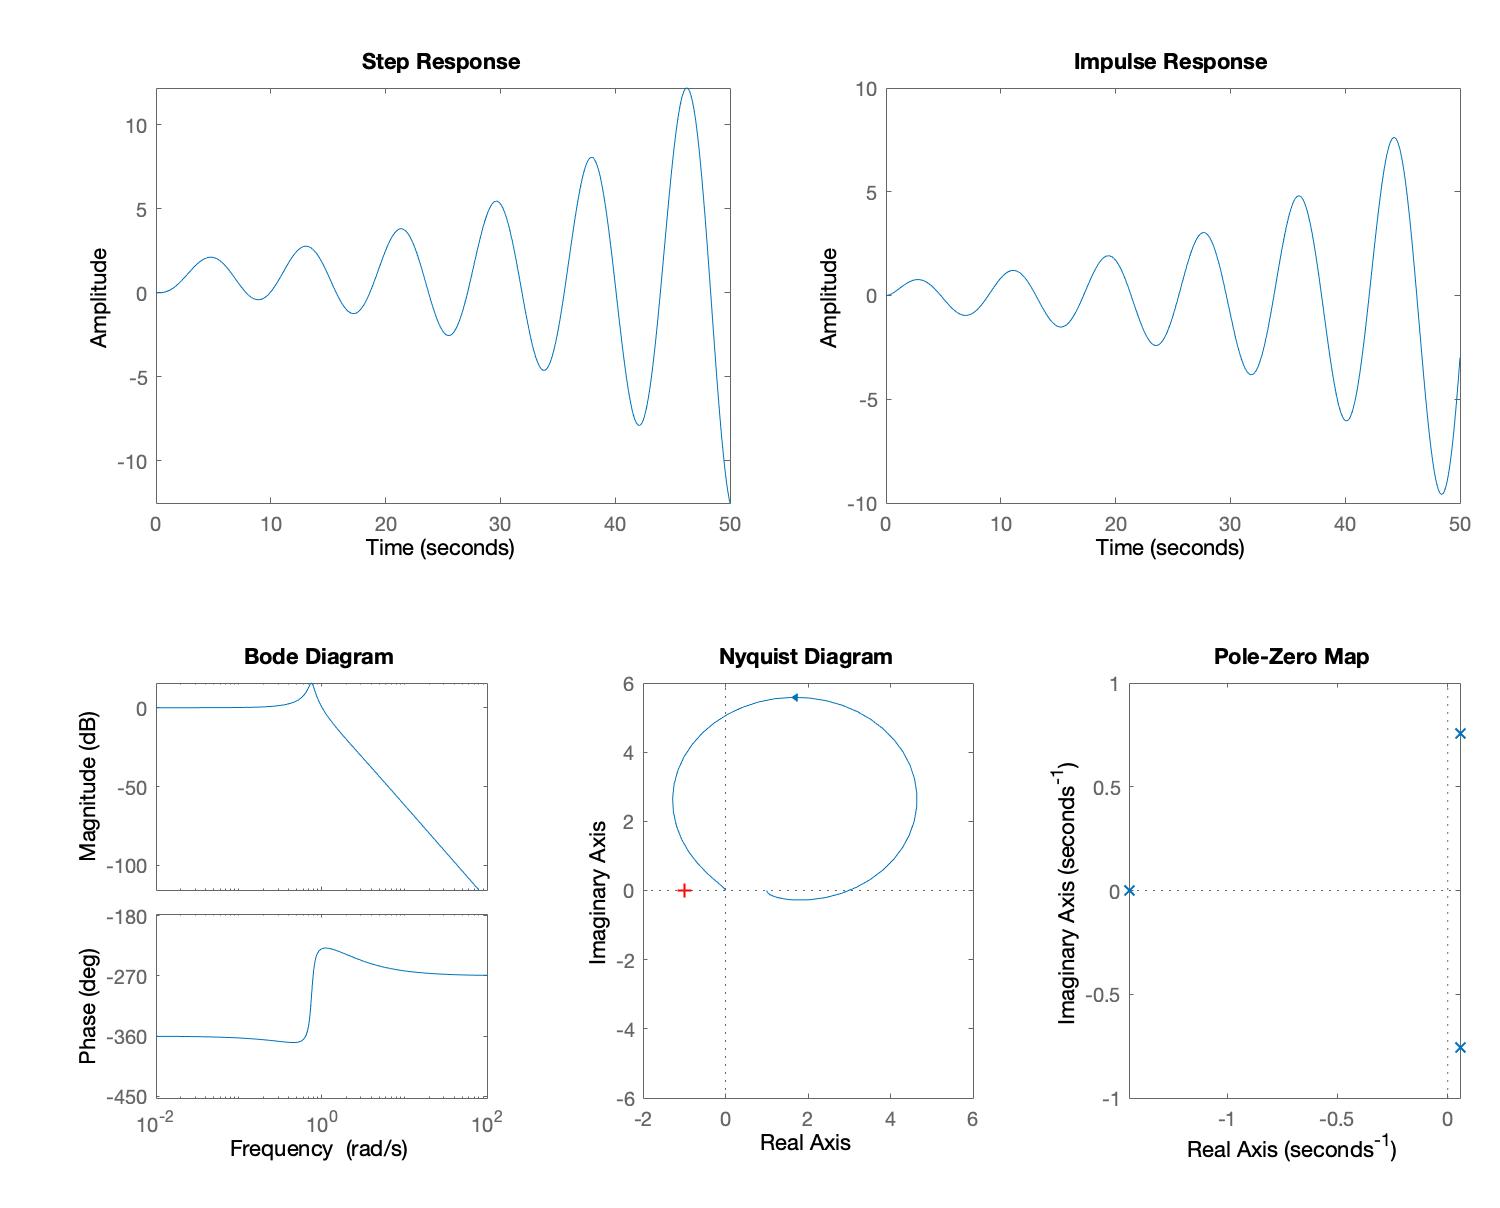 Step Response
10
5
0
-5
-10
Amplitude
0 10 20 30 40 50
Time (seconds)
Impulse Response
10
5
0
-5
-10
Amplitude
0 10 20 30 40 50
Time (seconds)
Bode Diagram
0
-50
-100
Magnitude (dB)
-180
-270
-360
-450
Phase (deg)
10-2 100 102
Frequency (rad/s)
Nyquist Diagram
6
4
2
0
-2
-4
-6
Imaginary Axis
-2 0 2 4 6
Real Axis
Pole-Zero Map
1
0.5
0
-0.5
-1
Imaginary Axis (seconds-1)
-1 -0.5 0
Real Axis (seconds-1)